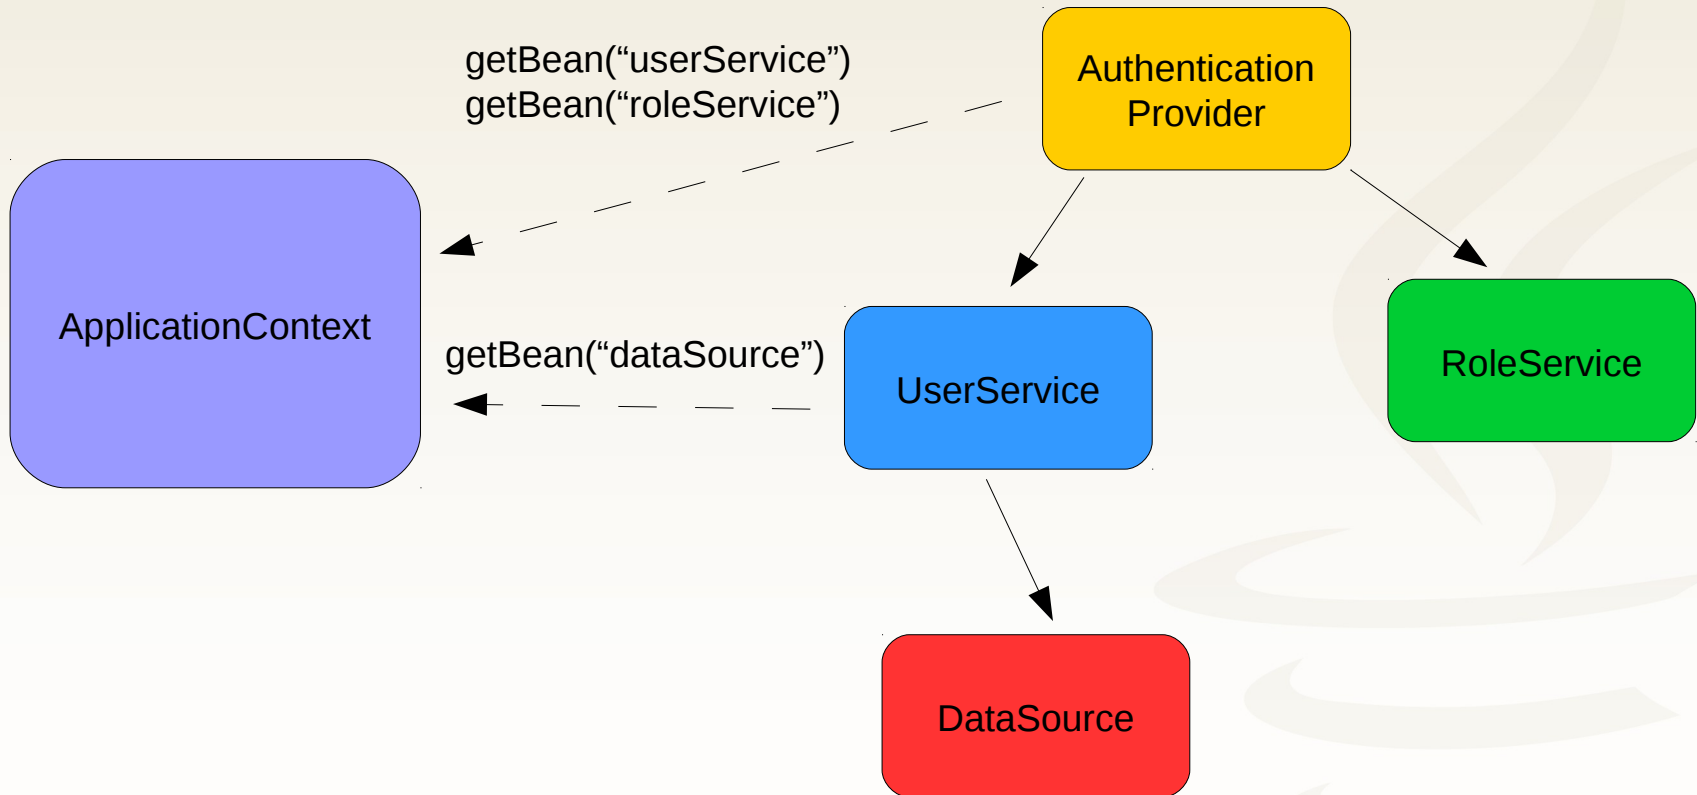 getBean(“userService”)
getBean(“roleService”)
Authentication
Provider
ApplicationContext
getBean(“dataSource”)
UserService
RoleService
DataSource